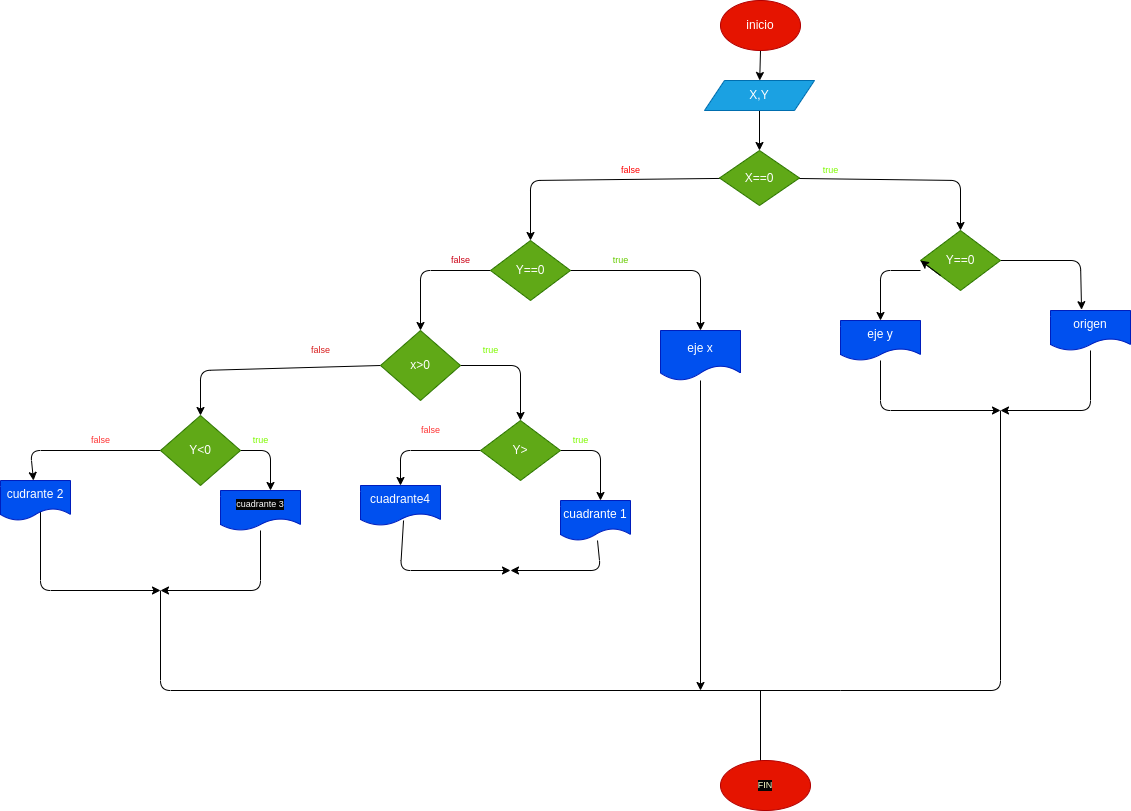 inicio
X,Y
false
X==0
true
false
Y==0
true
Y==0
false
x>0
true
eje x
eje y
origen
false
Y<0
true
false
Y>
true
cudrante 2
cuadrante 3
cuadrante4
cuadrante 1
FIN